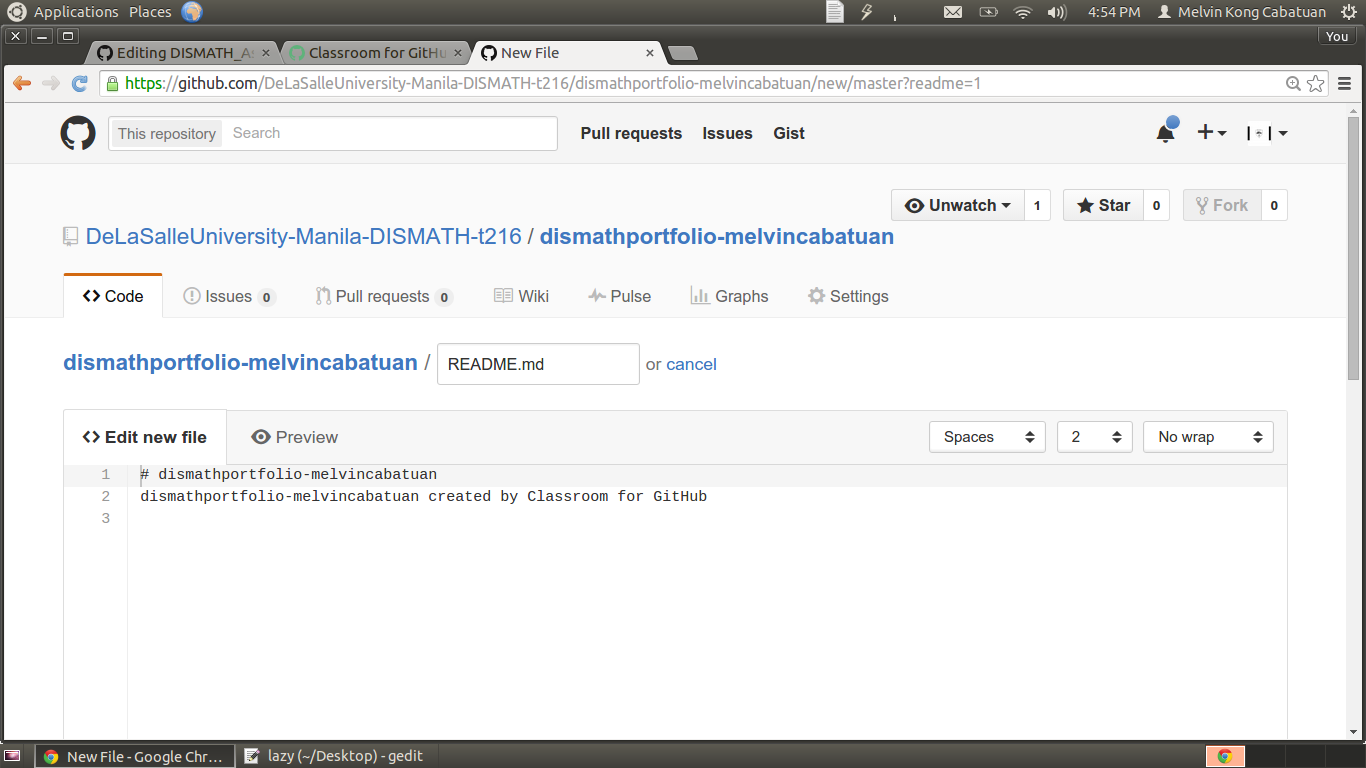 Applications Places 4:54 PM Melvin Kong Cabatuan
You
Editing DISMATH_As Classroom for GitHu New File
https://github.com/DeLaSalleUniversity-Manila-DISMATH-t216/dismathportfolio-melvincabatuan/new/master?readme=1
This repository Search Pull requests Issues Gist
Unwatch 1 Star 0 Fork 0
DeLaSalleUniversity-Manila-DISMATH-t216 / dismathportfolio-melvincabatuan
Code Issues 0 Pull requests 0 Wiki Pulse Graphs Settings
dismathportfolio-melvincabatuan / README.md or cancel
Edit new file Preview Spaces 2 No wrap
1 # dismathportfolio-melvincabatuan
2 dismathportfolio-melvincabatuan created by Classroom for GitHub
3
New File - Google Chr... lazy (~/Desktop) - gedit